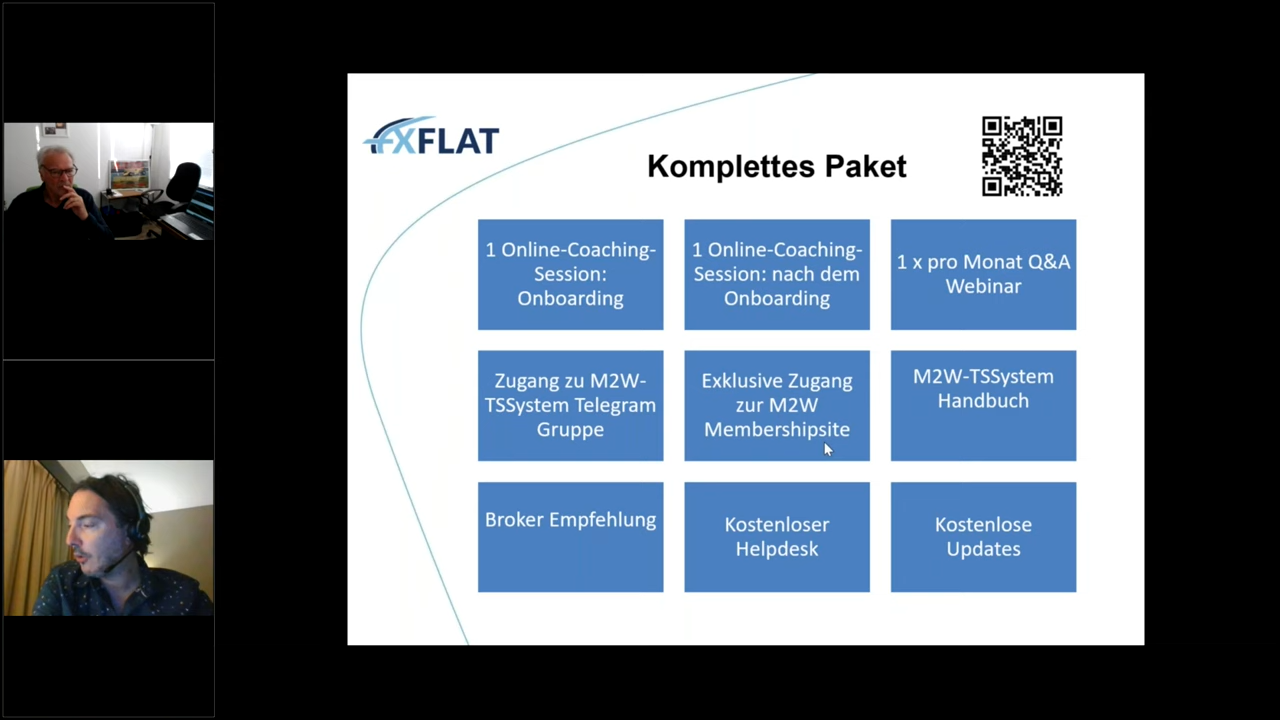 FXFLAT
Komplettes Paket
1 Online-Coaching-
Session:
Onboarding
1 Online-Coaching-
Session: nach dem
Onboarding
1 x pro Monat Q&A
Webinar
Zugang zu M2W-
TSSystem Telegram
Gruppe
Exklusive Zugang
zur M2W
Membershipsite
M2W-TSSystem
Handbuch
Broker Empfehlung
Kostenloser
Helpdesk
Kostenlose
Updates